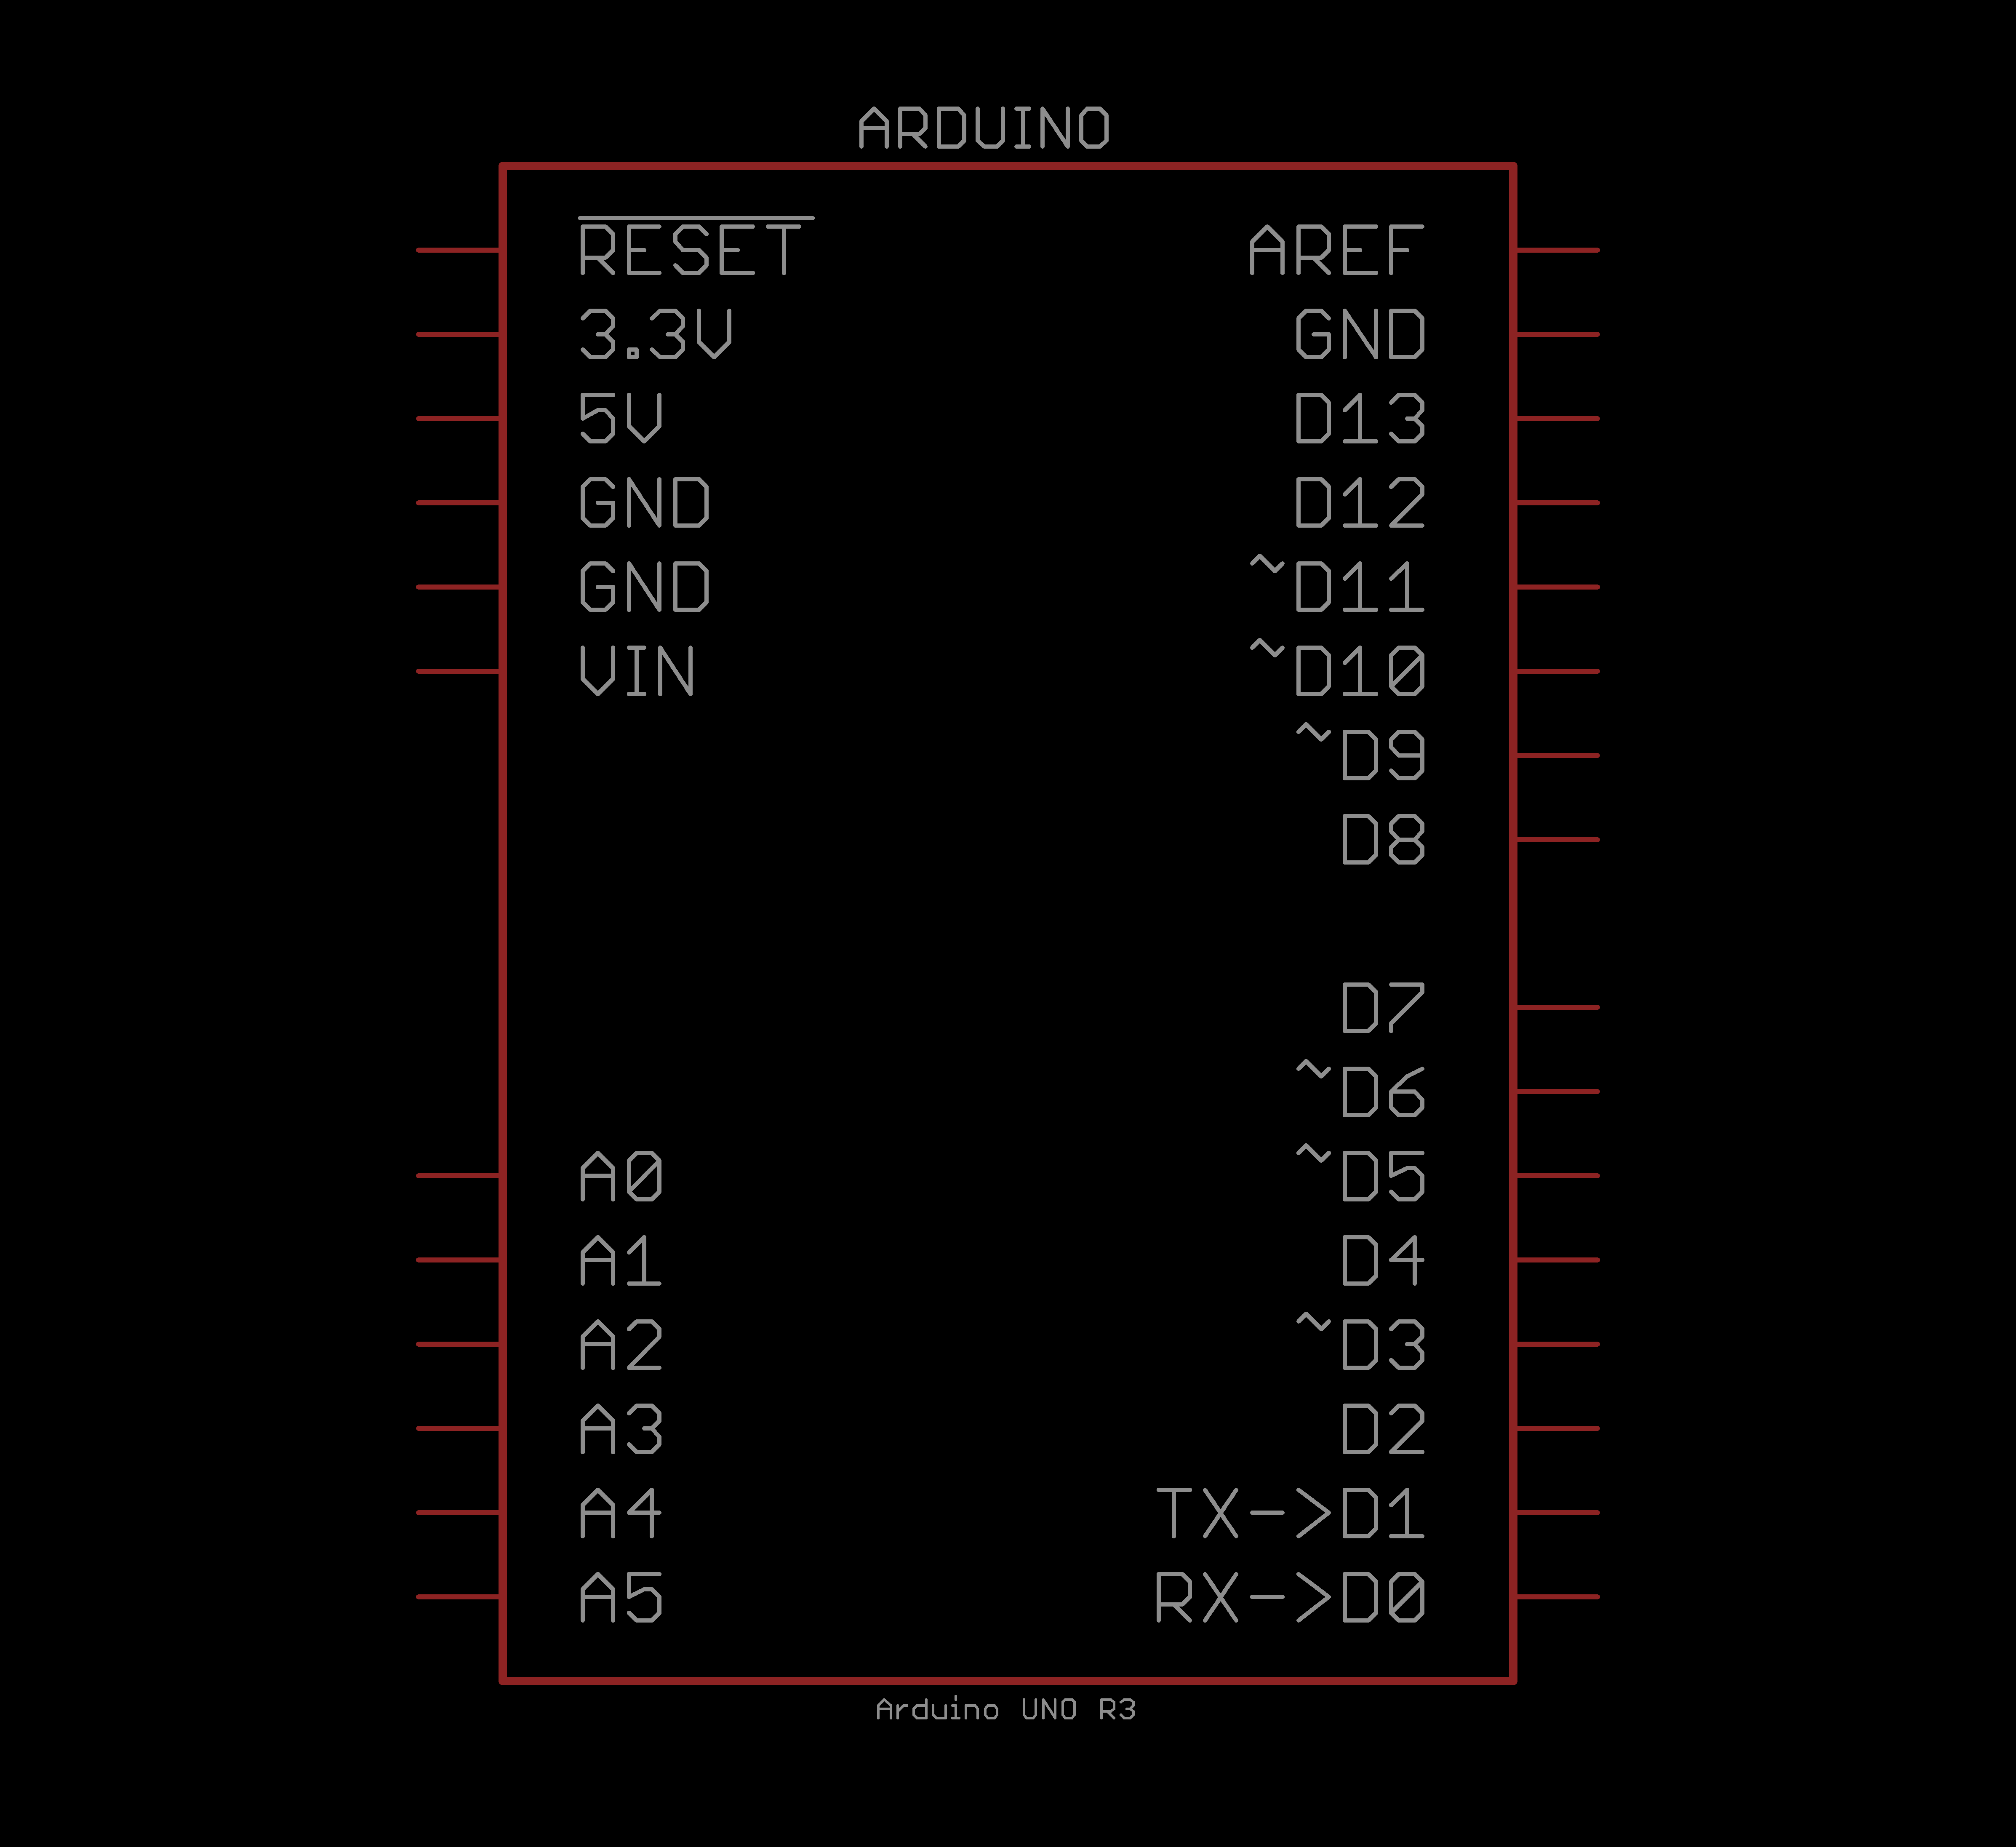 ARDUINO
RESET
3.3V
5V
GND
GND
VIN
A0
A1
A2
A3
A4
A5
AREF
GND
D13
D12
~D11
~D10
~D9
D8
D7
~D6
~D5
D4
~D3
D2
TX->D1
RX->D0
Arduino UNO R3